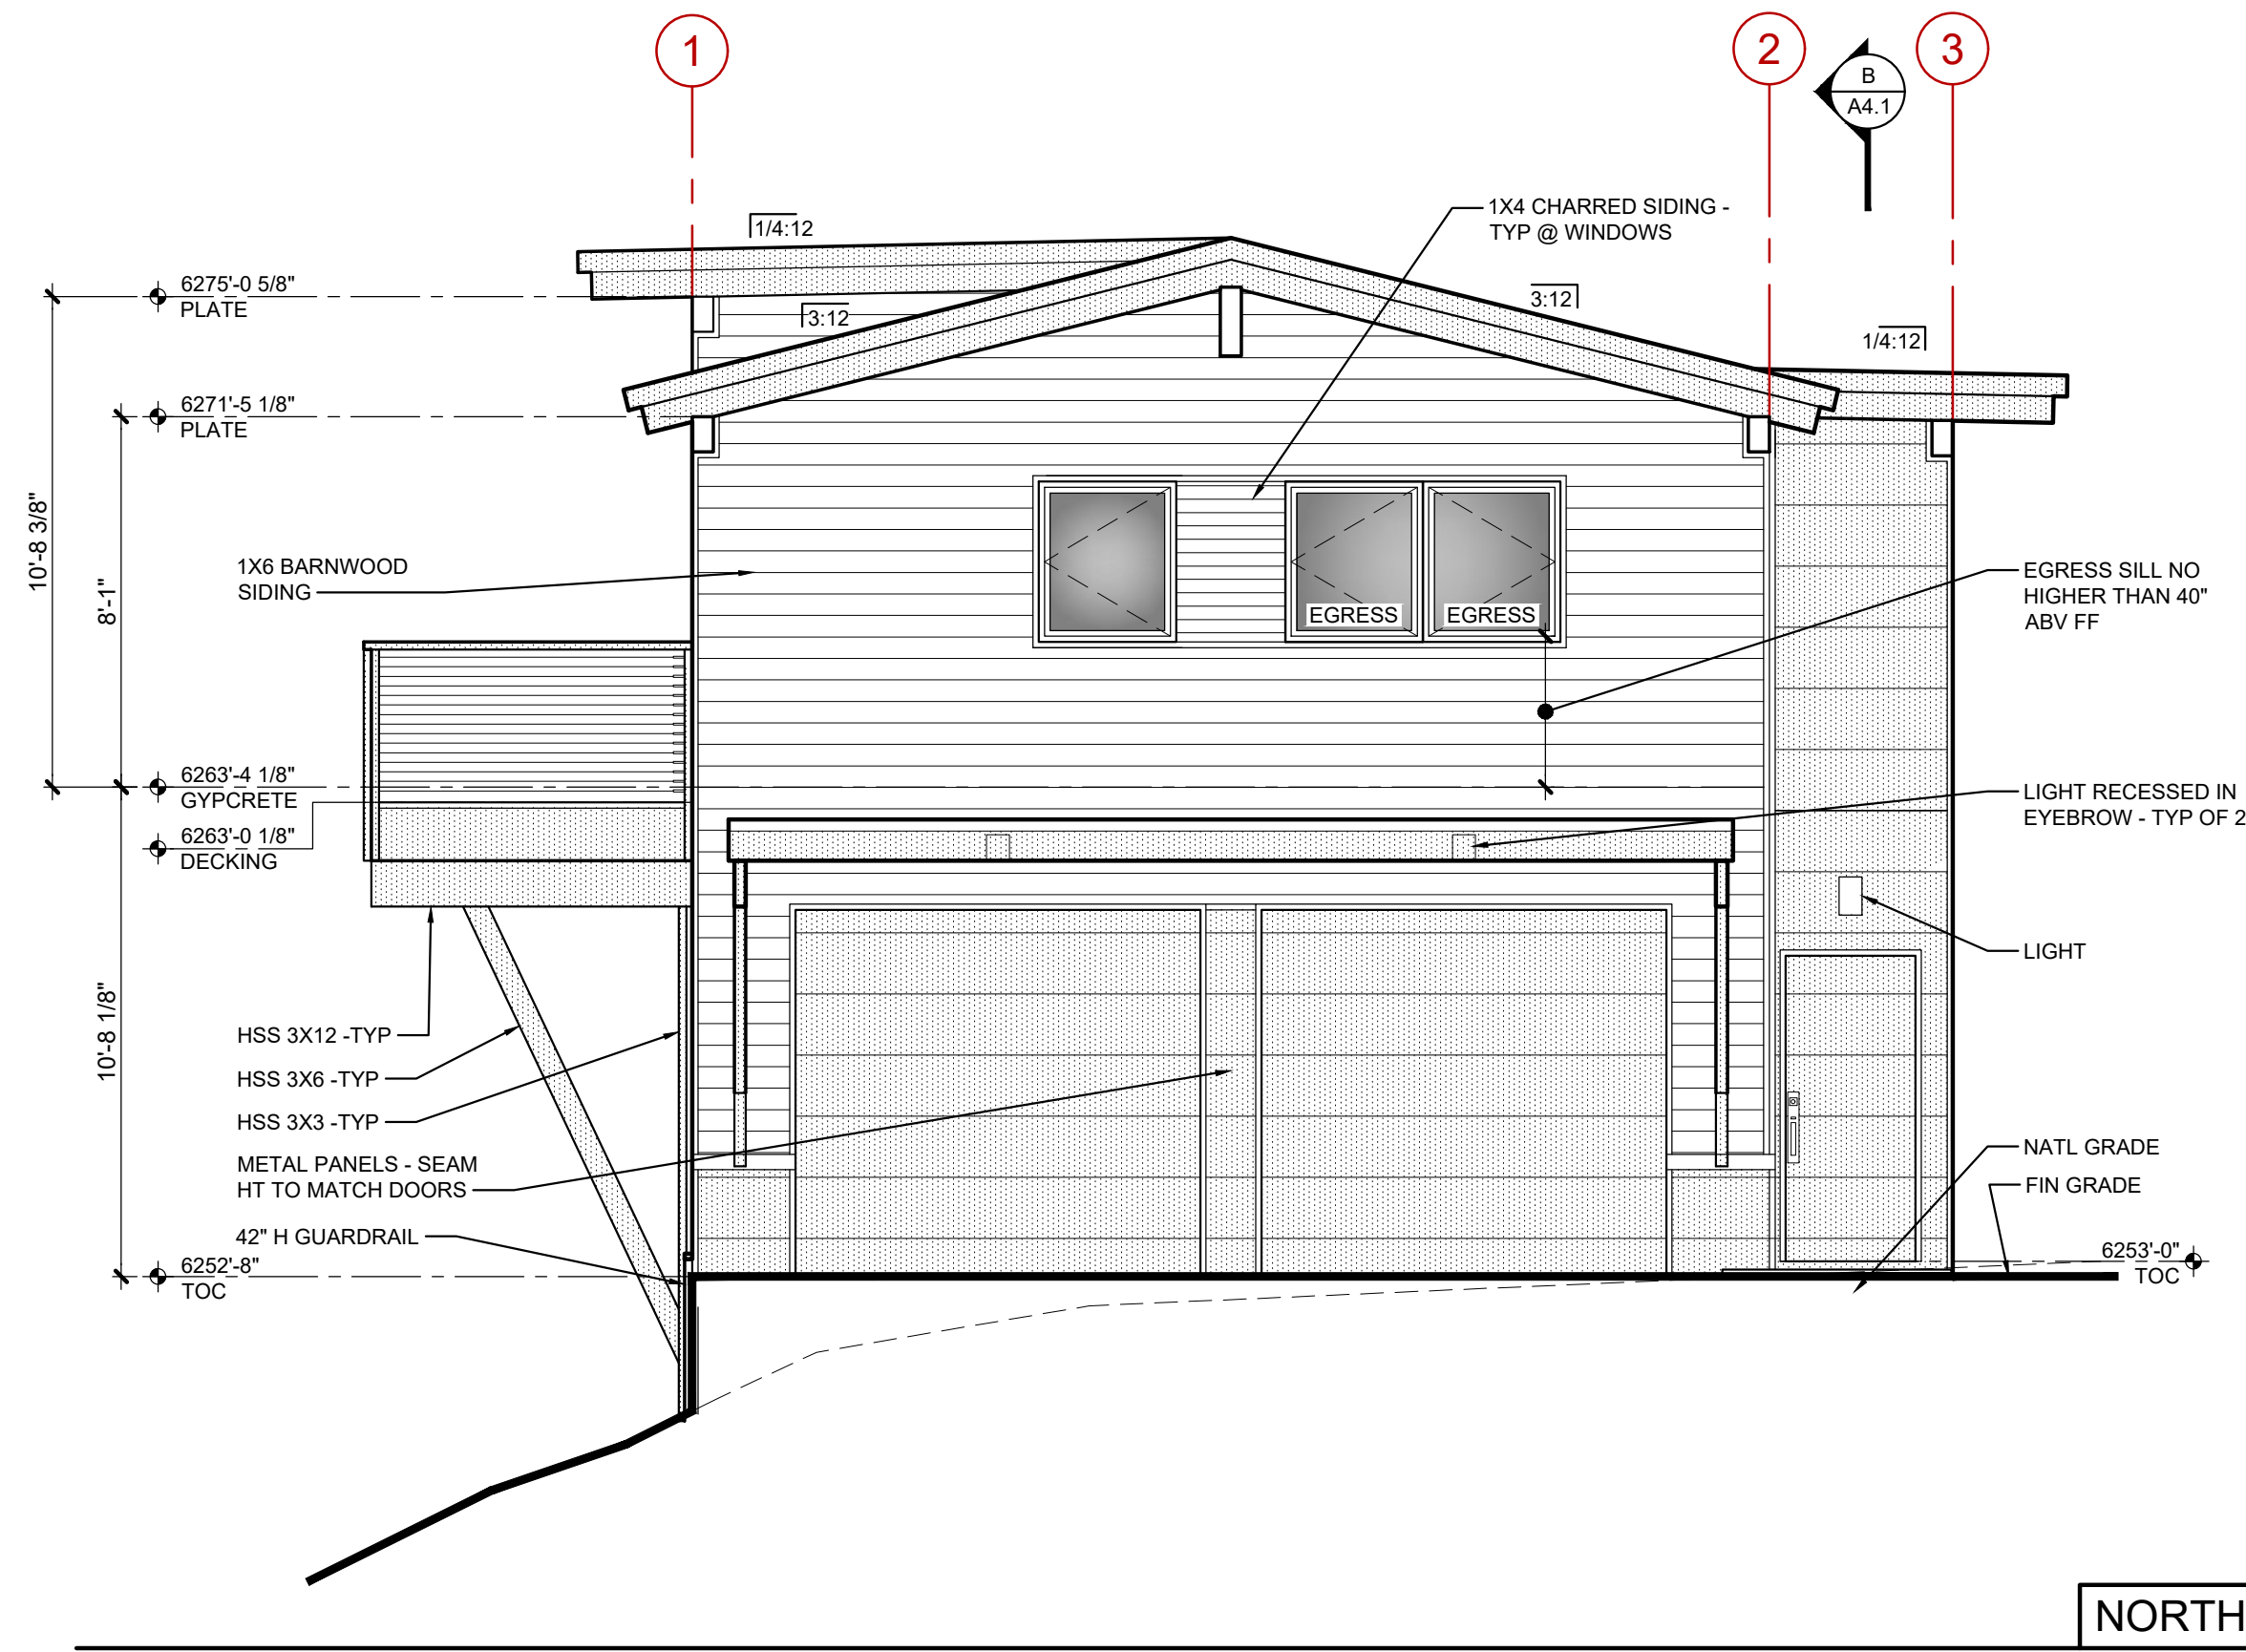 1
2
3
B
A4.1
1X4 CHARRED SIDING -
TYP @ WINDOWS
1/4:12
3:12
3:12
1/4:12
6275'-0 5/8"
PLATE
6271'-5 1/8"
PLATE
10'-8 3/8"
8'-1"
1X6 BARNWOOD
SIDING
EGRESS
EGRESS
EGRESS SILL NO
HIGHER THAN 40"
ABV FF
6263'-4 1/8"
GYPCRETE
6263'-0 1/8"
DECKING
LIGHT RECESSED IN
EYEBROW - TYP OF 2
LIGHT
10'-8 1/8"
HSS 3X12 -TYP
HSS 3X6 -TYP
HSS 3X3 -TYP
METAL PANELS - SEAM
HT TO MATCH DOORS
42" H GUARDRAIL
6252'-8"
TOC
NATL GRADE
FIN GRADE
6253'-0"
TOC
NORTH